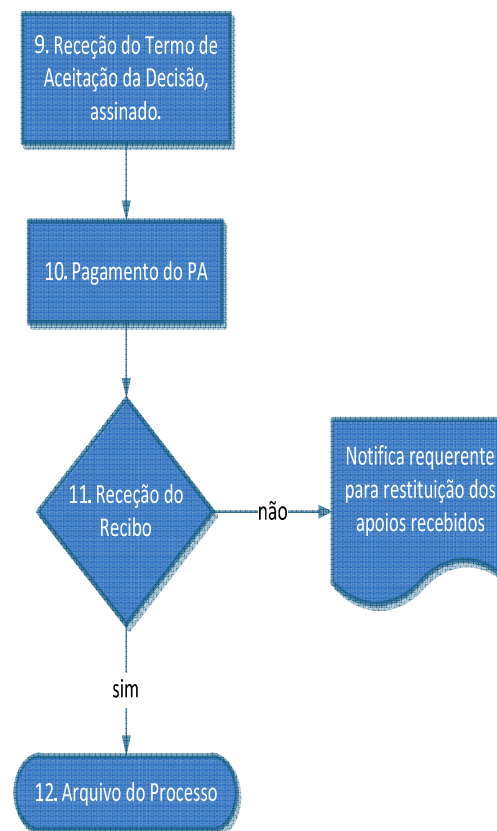 9. Receção do Termo de
Aceitação da Decisão,
assinado.
10. Pagamento do PA
11. Receção do
Recibo
não
Notifica requerente
para restituição dos
apoios recebidos
sim
12. Arquivo do Processo